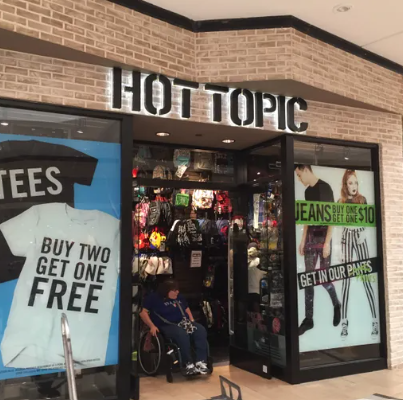 HOT TOPIC
TEES
BUY TWO
GET ONE
FREE
JEANS BUY ONE GET ONE $10
GET IN OUR PANTS